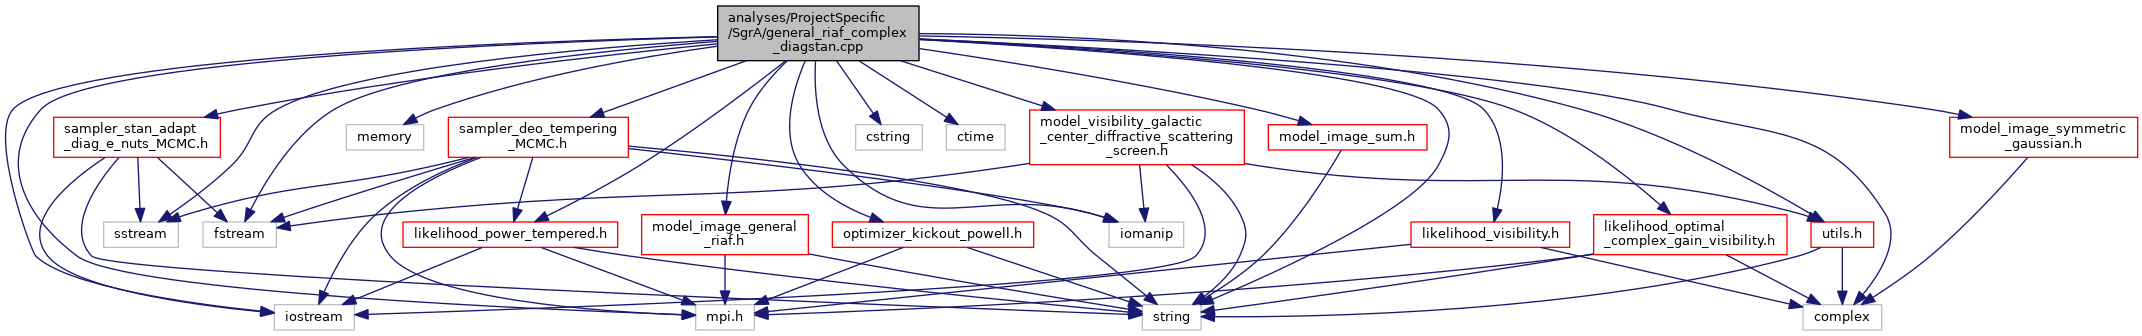 analyses/ProjectSpecific
/SgrA/general_riaf_complex
_diagstan.cpp
sampler_stan_adapt
_diag_e_nuts_MCMC.h
memory
sampler_deo_tempering
_MCMC.h
cstring
ctime
model_visibility_galactic
_center_diffractive_scattering
_screen.h
model_image_sum.h
model_image_symmetric
_gaussian.h
sstream
fstream
likelihood_power_tempered.h
model_image_general
_riaf.h
optimizer_kickout_powell.h
iomanip
likelihood_visibility.h
likelihood_optimal
_complex_gain_visibility.h
utils.h
iostream
mpi.h
string
complex